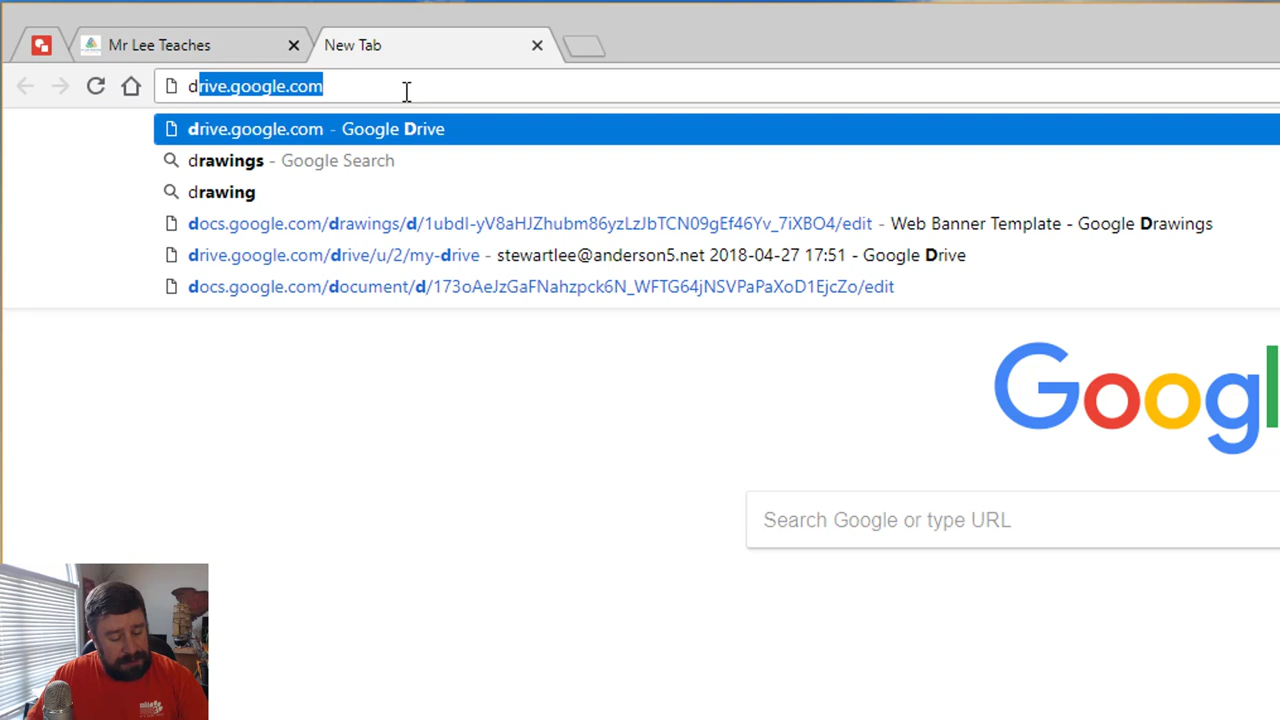 Mr Lee Teaches
New Tab
drive.google.com
drive.google.com - Google Drive
drawings - Google Search
drawing
docs.google.com/drawings/d/1ubdI-yV8aHJZhubm86yzLzJbTCN09gEf46Yv_7iXBO4/edit - Web Banner Template - Google Drawings
drive.google.com/drive/u/2/my-drive - stewartlee@anderson5.net 2018-04-27 17:51 - Google Drive
docs.google.com/document/d/173oAeJzGaFNahzpck6N_WFTG64jNSVPaPaXoD1EjcZo/edit
Googl
Search Google or type URL